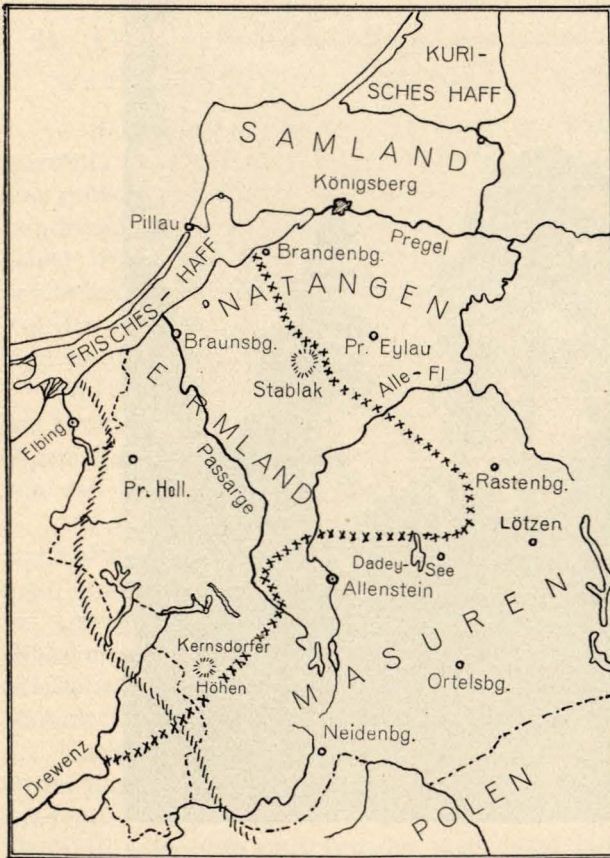 KURI-
SCHES HAFF
SAMLAND
Königsberg
Pillau
Pregel
Brandenbg.
FRISCHES-HAFF
NATANGEN
Braunsbg.
Pr. Eylau
Stablak
Alle-Fl
ERMLAND
Elbing
Passarge
Pr. Holl.
Rastenbg.
Lötzen
Dadey-
See
Allenstein
MASUREN
Kernsdorfer
Höhen
Ortelsbg.
Drewenz
Neidenbg.
POLEN